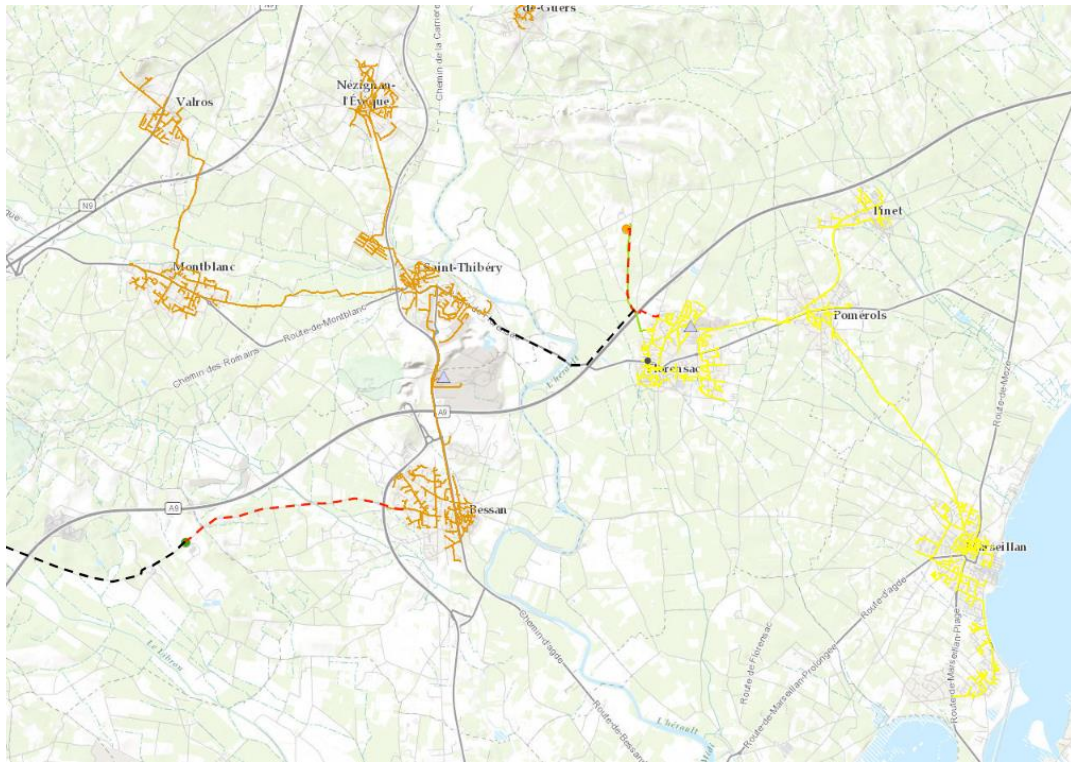 de-Guers
Chemin de la Carrière
Nézignan-
l'Évêque
Valros
N9
Pinet
Montblanc
Saint-Thibéry
Route-de-Montblanc
Pomérols
Chemin des Romains
L'Hérault
Florensac
Route-de-Mèze
A9
A9
Bessan
Marseillan
Route-d'agde
Chemin-d'agde
Le Libron
Route de Florensac
Route-de-Marseillan-Plage
Route-de-Marseillan-Prolongée
Route-de-Bessan
L'Hérault
Midi